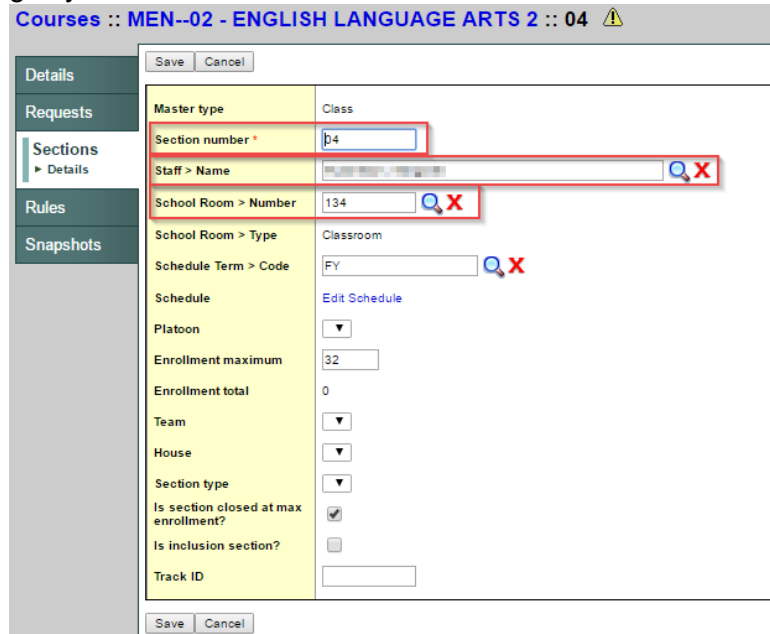 Courses :: MEN--02 - ENGLISH LANGUAGE ARTS 2 :: 04
Save Cancel
Details
Requests
Sections
Details
Rules
Snapshots
Master type Class
Section number * 04
Staff > Name
School Room > Number 134 X
School Room > Type Classroom
Schedule Term > Code FY X
Schedule Edit Schedule
Platoon
Enrollment maximum 32
Enrollment total 0
Team
House
Section type
Is section closed at max
enrollment?
Is inclusion section?
Track ID
Save Cancel